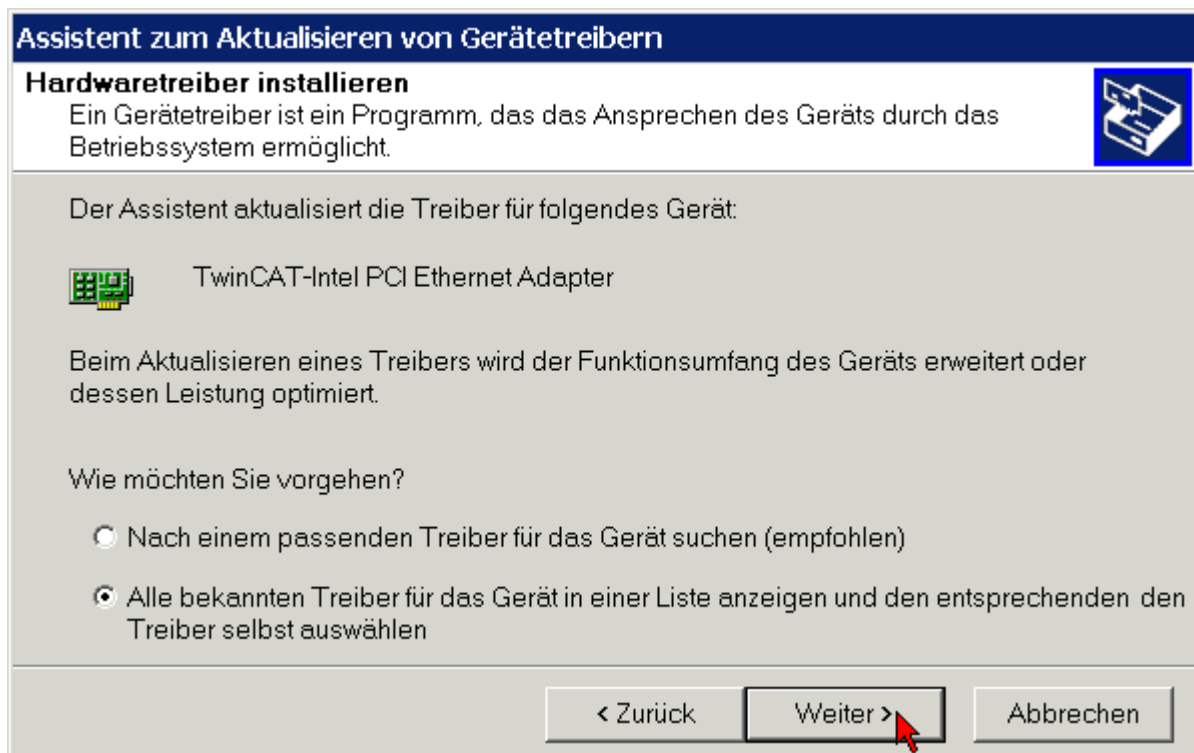 Assistent zum Aktualisieren von Gerätetreibern
Hardwaretreiber installieren
Ein Gerätetreiber ist ein Programm, das das Ansprechen des Geräts durch das
Betriebssystem ermöglicht.
Der Assistent aktualisiert die Treiber für folgendes Gerät:
TwinCAT-Intel PCI Ethernet Adapter
Beim Aktualisieren eines Treibers wird der Funktionsumfang des Geräts erweitert oder
dessen Leistung optimiert.
Wie möchten Sie vorgehen?
Nach einem passenden Treiber für das Gerät suchen (empfohlen)
Alle bekannten Treiber für das Gerät in einer Liste anzeigen und den entsprechenden den
Treiber selbst auswählen
< Zurück
Weiter >
Abbrechen